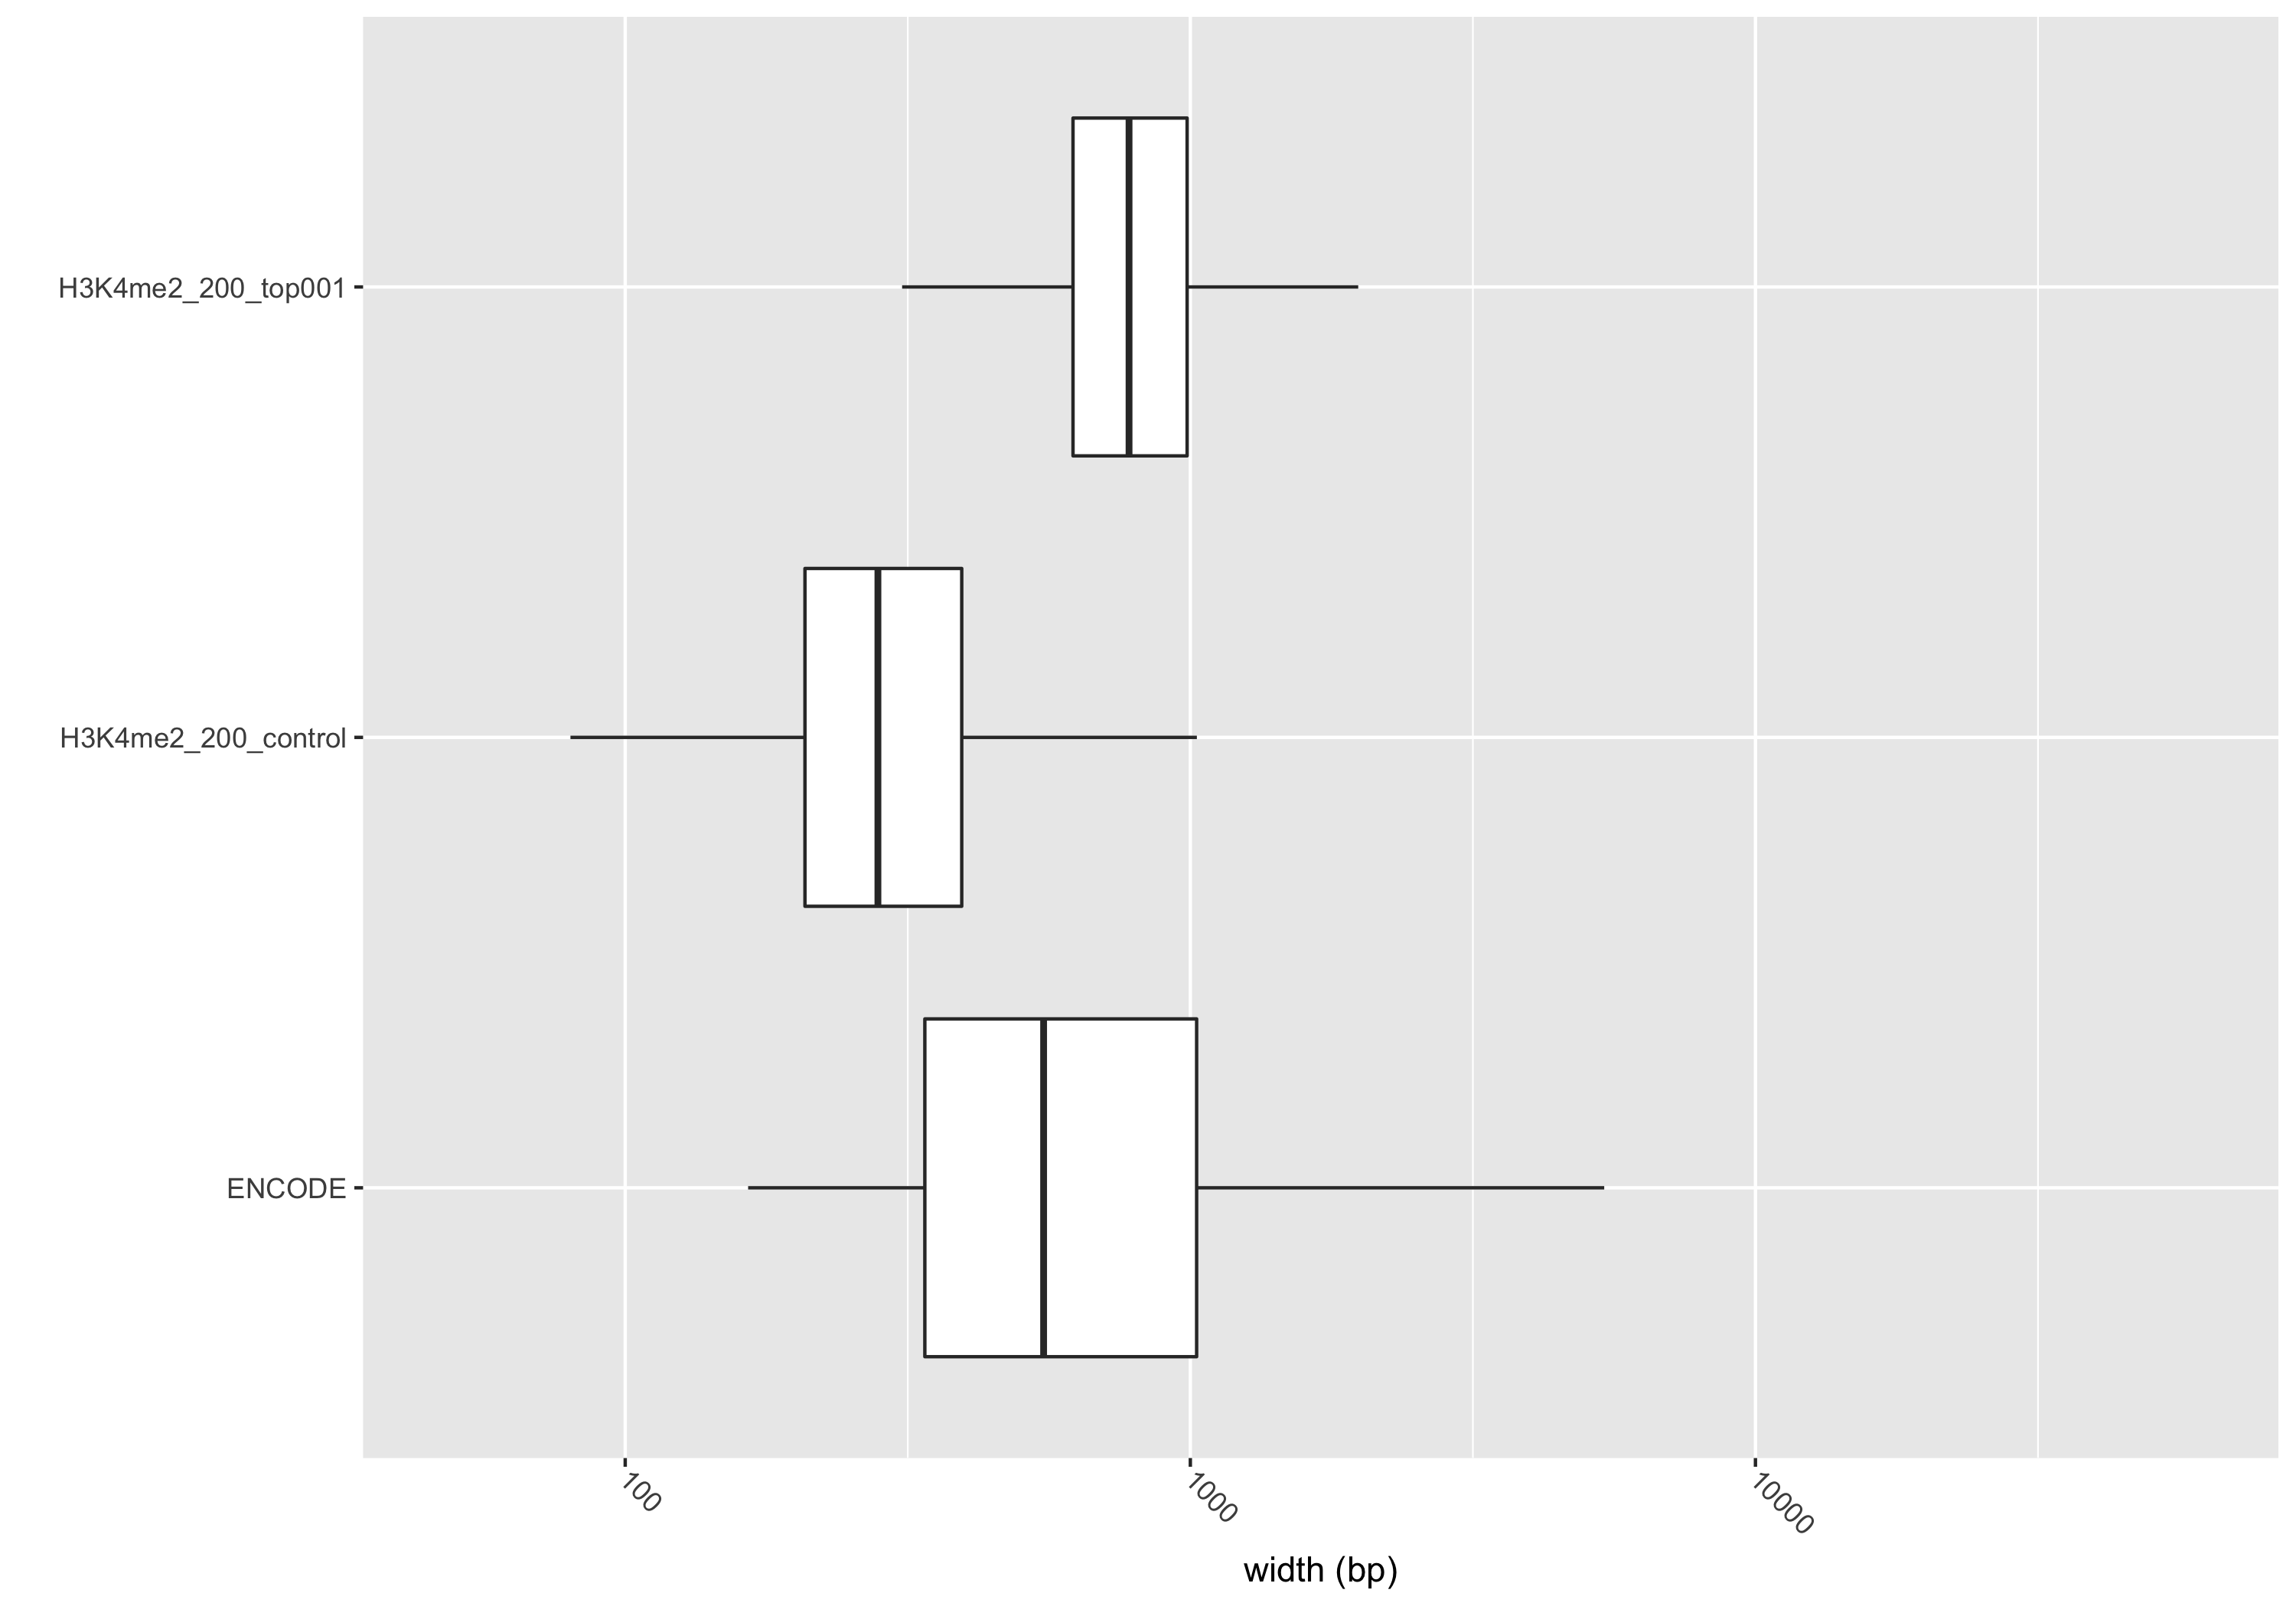 H3K4me2_200_top001
H3K4me2_200_control
ENCODE
100
1000
10000
width (bp)